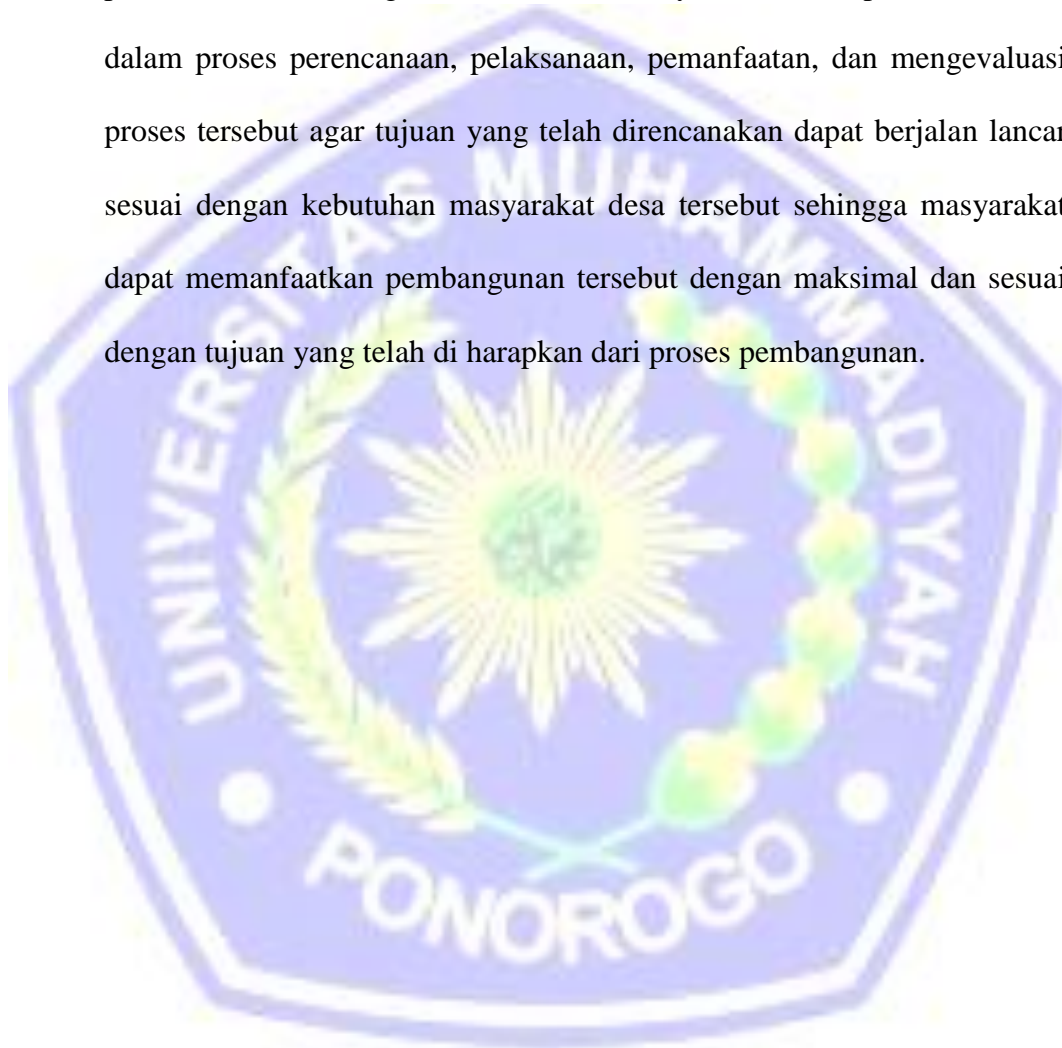 dalam proses perencanaan, pelaksanaan, pemanfaatan, dan mengevaluasi
proses tersebut agar tujuan yang telah direncanakan dapat berjalan lancar
sesuai dengan kebutuhan masyarakat desa tersebut sehingga masyarakat
dapat memanfaatkan pembangunan tersebut dengan maksimal dan sesuai
dengan tujuan yang telah di harapkan dari proses pembangunan.
UNIVERSITAS MUHAMMADIYAH
PONOROGO